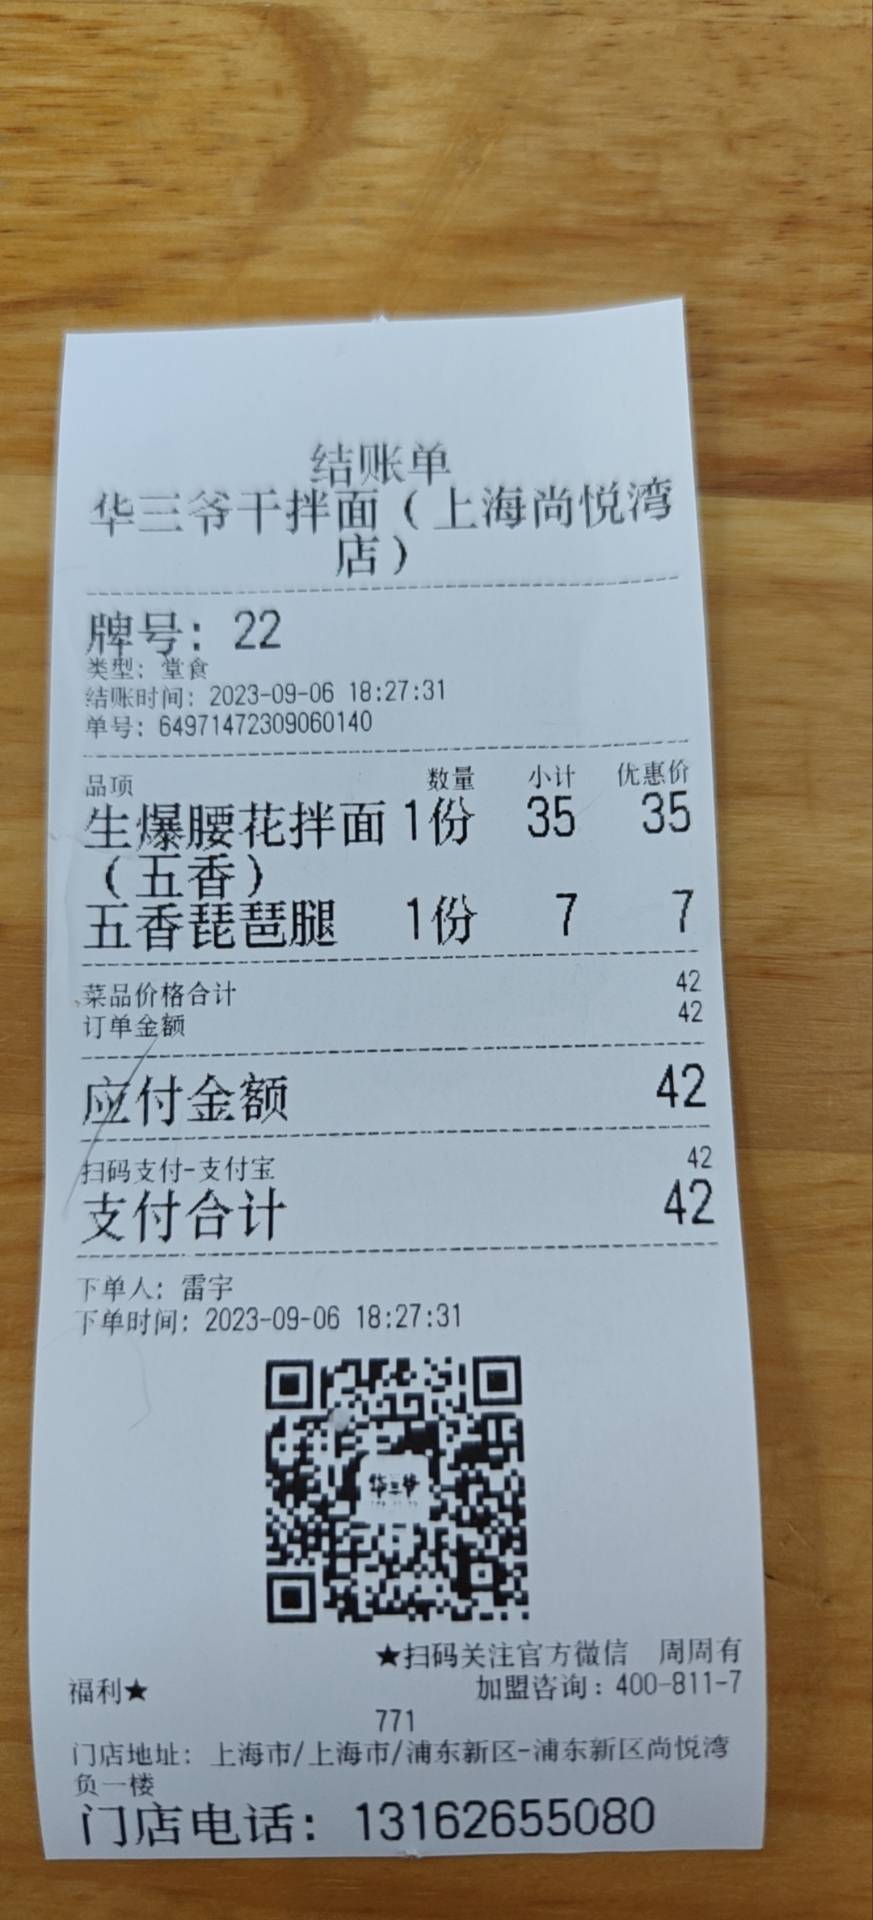 结账单
华三爷干拌面（上海尚悦湾
店）
牌号：22
类型：堂食
结账时间：2023-09-06 18:27:31
单号：64971472309060140
品项 数量 小计 优惠价
生爆腰花拌面 1份 35 35
（五香）
五香琵琶腿 1份 7 7
菜品价格合计 42
订单金额 42
应付金额 42
扫码支付-支付宝 42
支付合计 42
下单人：雷宇
下单时间：2023-09-06 18:27:31
华三爷
★扫码关注官方微信 周周有
福利★ 加盟咨询：400-811-7
771
门店地址：上海市/上海市/浦东新区-浦东新区尚悦湾
负一楼
门店电话：13162655080